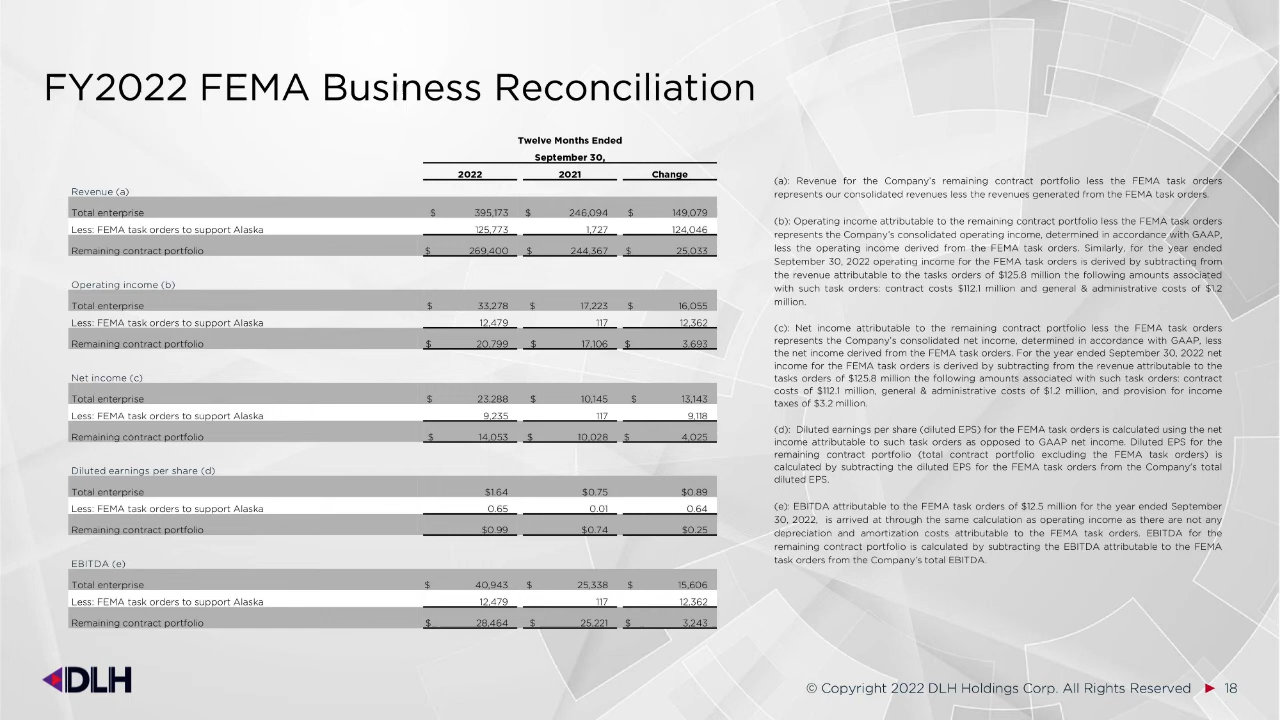 FY2022 FEMA Business Reconciliation
Twelve Months Ended
September 30,
2022 2021 Change
Revenue (a)
Total enterprise $ 395,173 $ 246,094 $ 149,079
Less: FEMA task orders to support Alaska 125,773 1,727 124,046
Remaining contract portfolio $ 269,400 $ 244,367 $ 25,033
Operating income (b)
Total enterprise $ 33,278 $ 17,223 $ 16,055
Less: FEMA task orders to support Alaska 12,479 117 12,362
Remaining contract portfolio $ 20,799 $ 17,106 $ 3,693
Net income (c)
Total enterprise $ 23,288 $ 10,145 $ 13,143
Less: FEMA task orders to support Alaska 9,235 117 9,118
Remaining contract portfolio $ 14,053 $ 10,028 $ 4,025
Diluted earnings per share (d)
Total enterprise $1.64 $0.75 $0.89
Less: FEMA task orders to support Alaska 0.65 0.01 0.64
Remaining contract portfolio $0.99 $0.74 $0.25
EBITDA (e)
Total enterprise $ 40,943 $ 25,338 $ 15,606
Less: FEMA task orders to support Alaska 12,479 117 12,362
Remaining contract portfolio $ 28,464 $ 25,221 $ 3,243
(a): Revenue for the Company's remaining contract portfolio less the FEMA task orders
represents our consolidated revenues less the revenues generated from the FEMA task orders.
(b): Operating income attributable to the remaining contract portfolio less the FEMA task orders
represents the Company's consolidated operating income, determined in accordance with GAAP,
less the operating income derived from the FEMA task orders. Similarly, for the year ended
September 30, 2022 operating income for the FEMA task orders is derived by subtracting from
the revenue attributable to the tasks orders of $125.8 million the following amounts associated
with such task orders: contract costs $112.1 million and general & administrative costs of $1.2
million.
(c): Net income attributable to the remaining contract portfolio less the FEMA task orders
represents the Company's consolidated net income, determined in accordance with GAAP, less
the net income derived from the FEMA task orders. For the year ended September 30, 2022 net
income for the FEMA task orders is derived by subtracting from the revenue attributable to the
tasks orders of $125.8 million the following amounts associated with such task orders: contract
costs of $112.1 million, general & administrative costs of $1.2 million, and provision for income
taxes of $3.2 million.
(d): Diluted earnings per share (diluted EPS) for the FEMA task orders is calculated using the net
income attributable to such task orders as opposed to GAAP net income. Diluted EPS for the
remaining contract portfolio (total contract portfolio excluding the FEMA task orders) is
calculated by subtracting the diluted EPS for the FEMA task orders from the Company's total
diluted EPS.
(e): EBITDA attributable to the FEMA task orders of $12.5 million for the year ended September
30, 2022, is arrived at through the same calculation as operating income as there are not any
depreciation and amortization costs attributable to the FEMA task orders. EBITDA for the
remaining contract portfolio is calculated by subtracting the EBITDA attributable to the FEMA
task orders from the Company's total EBITDA.
DLH
© Copyright 2022 DLH Holdings Corp. All Rights Reserved ► 18